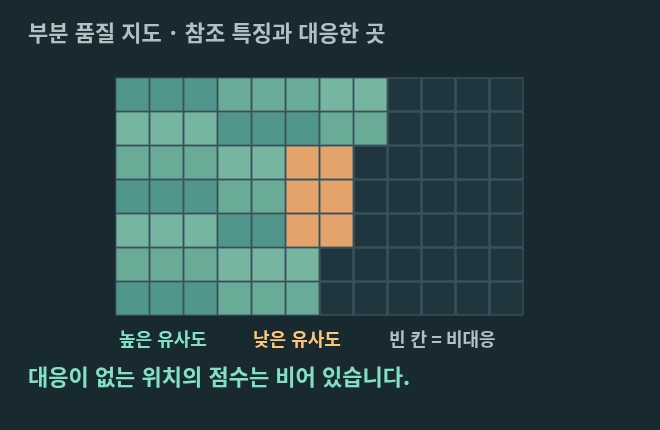 부분 품질 지도 · 참조 특징과 대응한 곳
높은 유사도 낮은 유사도 빈 칸 = 비대응
대응이 없는 위치의 점수는 비어 있습니다.